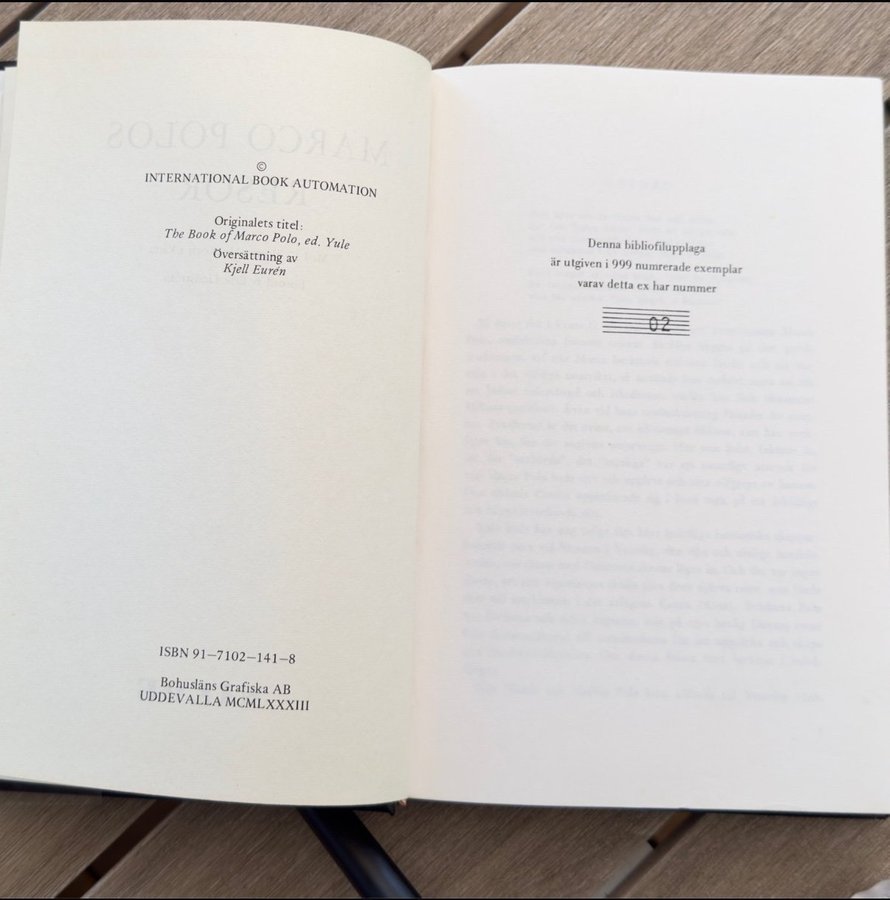 ©
INTERNATIONAL BOOK AUTOMATION
Originalets titel:
The Book of Marco Polo, ed. Yule
Översättning av
Kjell Eurén
ISBN 91–7102–141–8
Bohusläns Grafiska AB
UDDEVALLA MCMLXXXIII
Denna bibliofilupplaga
är utgiven i 999 numrerade exemplar
varav detta ex har nummer
02